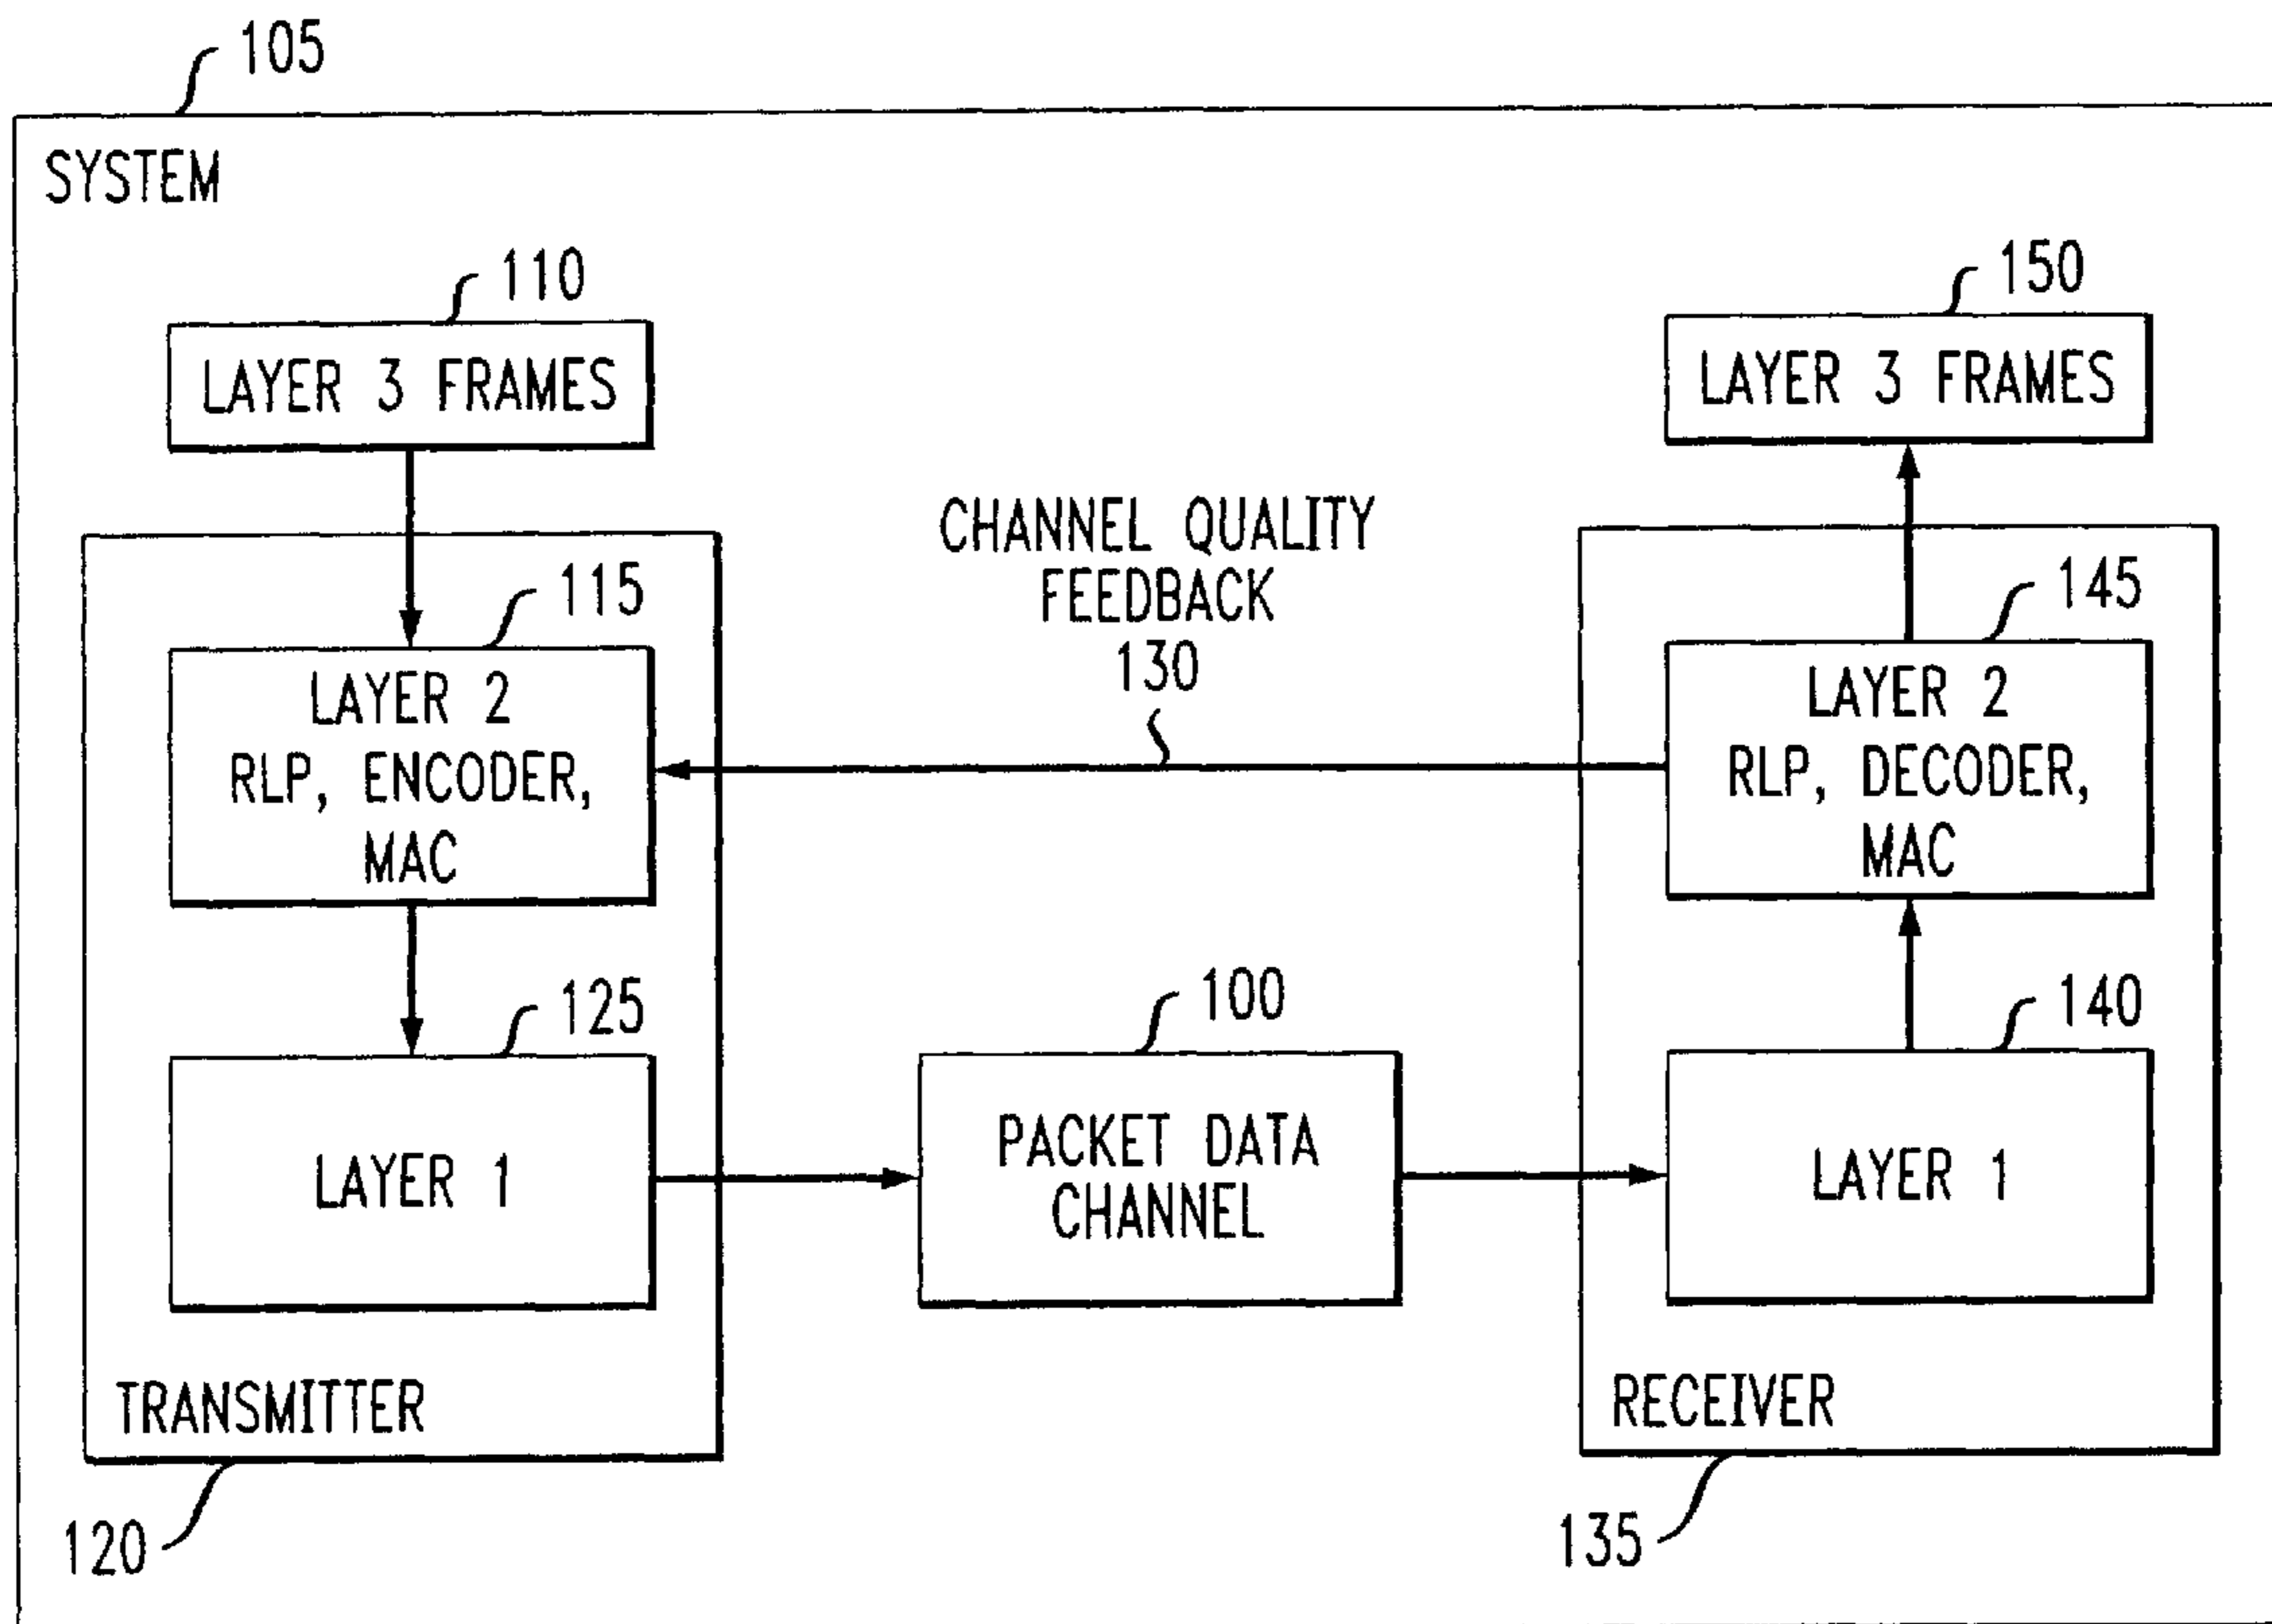 105
SYSTEM
110
LAYER 3 FRAMES
150
LAYER 3 FRAMES
CHANNEL QUALITY
FEEDBACK
130
115
LAYER 2
RLP, ENCODER,
MAC
145
LAYER 2
RLP, DECODER,
MAC
125
LAYER 1
100
PACKET DATA
CHANNEL
140
LAYER 1
TRANSMITTER
120
RECEIVER
135